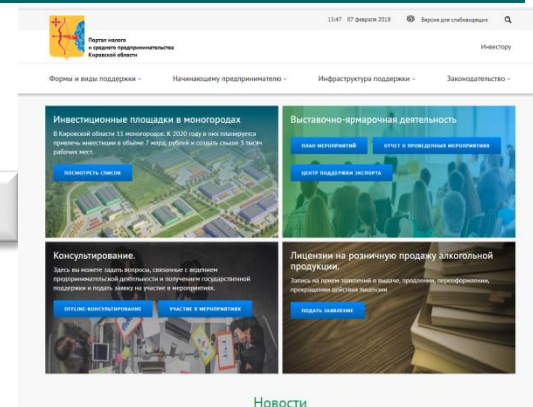 13:47 07 февраля 2018 Версия для слабовидящих
Портал малого
и среднего предпринимательства
Кировской области
Инвестору
Формы и виды поддержки Начинающему предпринимателю Инфраструктура поддержки Законодательство
Инвестиционные площадки в моногородах
В Кировской области 11 моногородов. К 2020 году в них планируется
привлечь инвестиции в объёме 7 млрд. рублей и создать свыше 3 тысяч
рабочих мест.
ПОСМОТРЕТЬ СПИСОК
Выставочно-ярмарочная деятельность
ПЛАН МЕРОПРИЯТИЙ ОТЧЕТ О ПРОВЕДЕННЫХ МЕРОПРИЯТИЯХ
ЦЕНТР ПОДДЕРЖКИ ЭКСПОРТА
Консультирование.
Здесь вы можете задать вопросы, связанные с ведением
предпринимательской деятельности и получением государственной
поддержки и подать заявку на участие в мероприятиях.
OFFLINE-КОНСУЛЬТИРОВАНИЕ УЧАСТИЕ В МЕРОПРИЯТИЯХ
Лицензии на розничную продажу алкогольной
продукции.
Запись на прием заявлений о выдаче, продлении, переоформлении,
прекращении действия лицензии
ПОДАТЬ ЗАЯВЛЕНИЕ
Новости